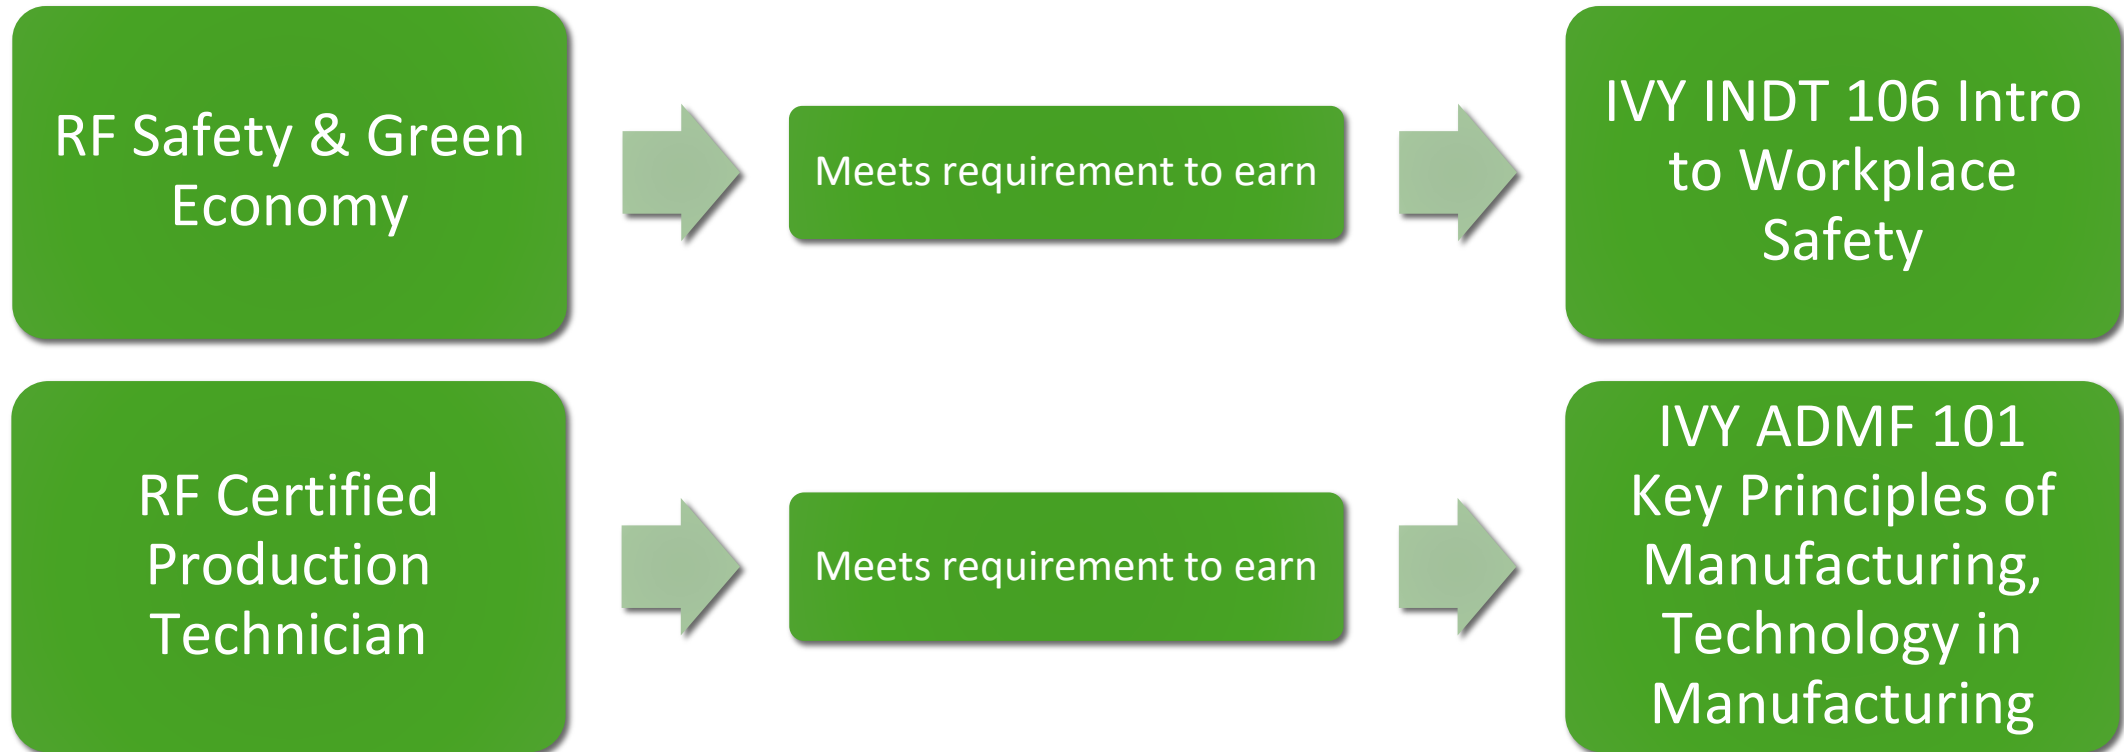 RF Safety & Green
Economy
Meets requirement to earn
IVY INDT 106 Intro
to Workplace
Safety
RF Certified
Production
Technician
Meets requirement to earn
IVY ADMF 101
Key Principles of
Manufacturing,
Technology in
Manufacturing